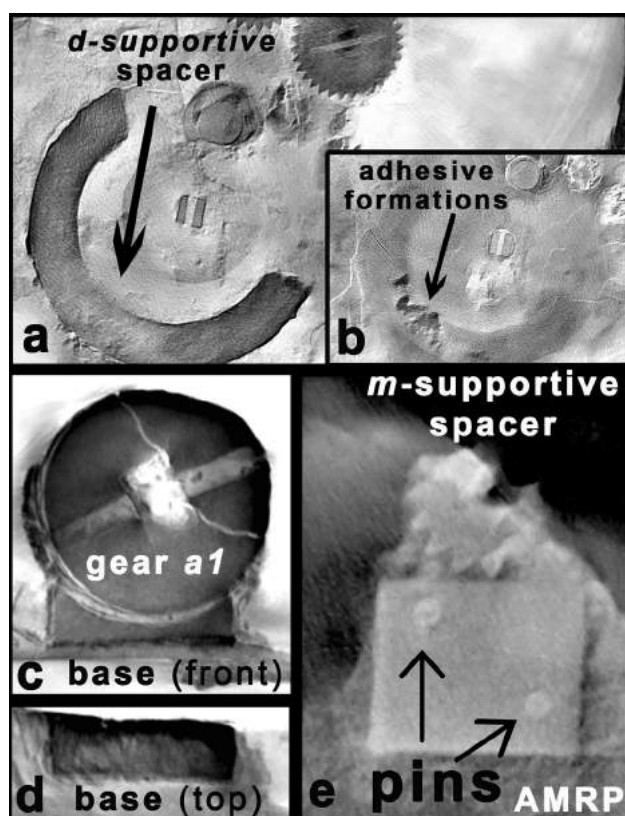 d-supportive
spacer
adhesive
formations
a
b
m-supportive
spacer
gear a1
c base (front)
d base (top)
e pins AMRP